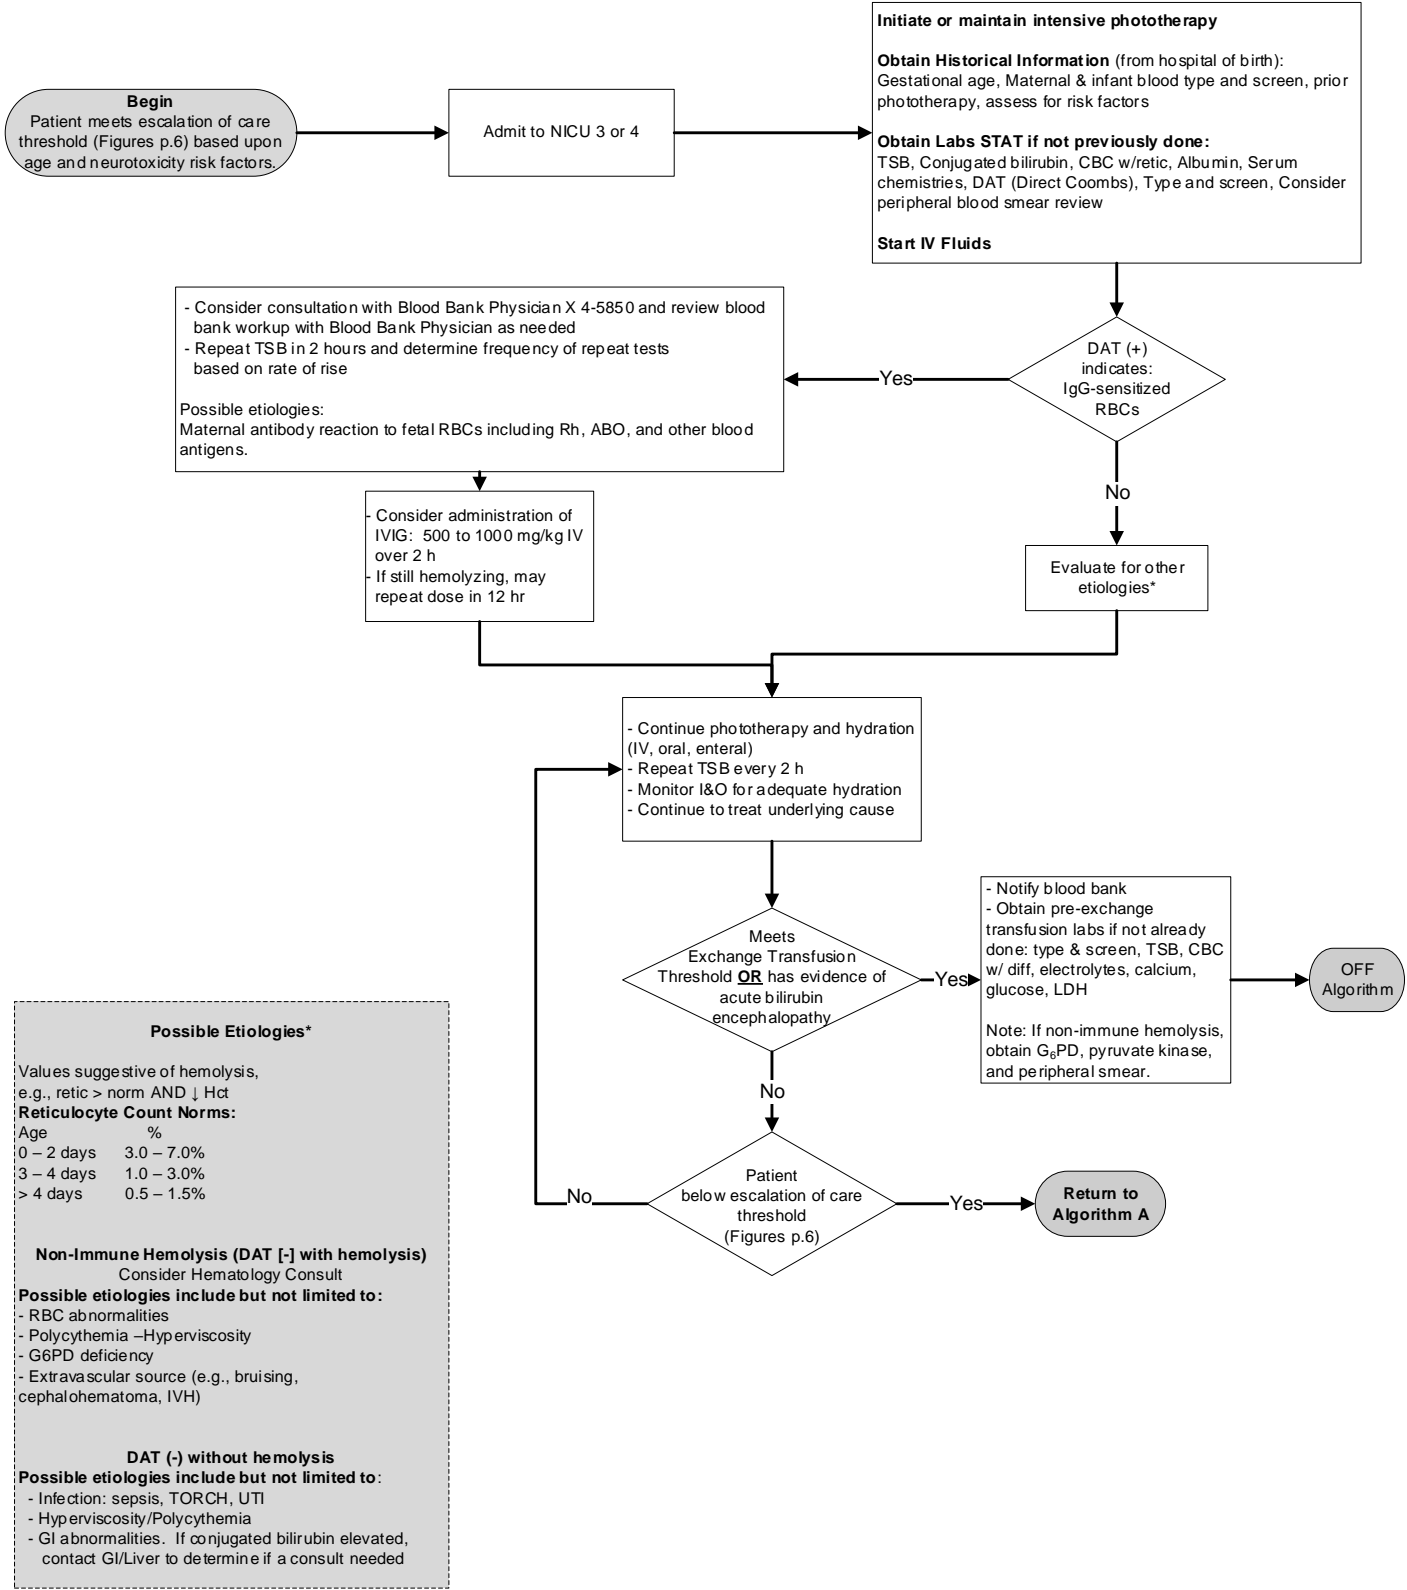 Begin
Patient meets escalation of care
threshold (Figures p.6) based upon
age and neurotoxicity risk factors.
Admit to NICU 3 or 4
Initiate or maintain intensive phototherapy
Obtain Historical Information (from hospital of birth):
Gestational age, Maternal & infant blood type and screen, prior
phototherapy, assess for risk factors
Obtain Labs STAT if not previously done:
TSB, Conjugated bilirubin, CBC w/retic, Albumin, Serum
chemistries, DAT (Direct Coombs), Type and screen, Consider
peripheral blood smear review
Start IV Fluids
DAT (+)
indicates:
IgG-sensitized
RBCs
Yes
- Consider consultation with Blood Bank Physician X 4-5850 and review blood
bank workup with Blood Bank Physician as needed
- Repeat TSB in 2 hours and determine frequency of repeat tests
based on rate of rise
Possible etiologies:
Maternal antibody reaction to fetal RBCs including Rh, ABO, and other blood
antigens.
No
- Consider administration of
IVIG: 500 to 1000 mg/kg IV
over 2 h
- If still hemolyzing, may
repeat dose in 12 hr
Evaluate for other
etiologies*
- Continue phototherapy and hydration
(IV, oral, enteral)
- Repeat TSB every 2 h
- Monitor I&O for adequate hydration
- Continue to treat underlying cause
Meets
Exchange Transfusion
Threshold OR has evidence of
acute bilirubin
encephalopathy
Yes
- Notify blood bank
- Obtain pre-exchange
transfusion labs if not already
done: type & screen, TSB, CBC
w/ diff, electrolytes, calcium,
glucose, LDH
Note: If non-immune hemolysis,
obtain G₆PD, pyruvate kinase,
and peripheral smear.
OFF
Algorithm
No
Patient
below escalation of care
threshold
(Figures p.6)
No
Yes
Return to
Algorithm A
Possible Etiologies*
Values suggestive of hemolysis,
e.g., retic > norm AND ↓ Hct
Reticulocyte Count Norms:
Age %
0 – 2 days 3.0 – 7.0%
3 – 4 days 1.0 – 3.0%
> 4 days 0.5 – 1.5%
Non-Immune Hemolysis (DAT [-] with hemolysis)
Consider Hematology Consult
Possible etiologies include but not limited to:
- RBC abnormalities
- Polycythemia –Hyperviscosity
- G6PD deficiency
- Extravascular source (e.g., bruising,
cephalohematoma, IVH)
DAT (-) without hemolysis
Possible etiologies include but not limited to:
- Infection: sepsis, TORCH, UTI
- Hyperviscosity/Polycythemia
- GI abnormalities. If conjugated bilirubin elevated,
contact GI/Liver to determine if a consult needed